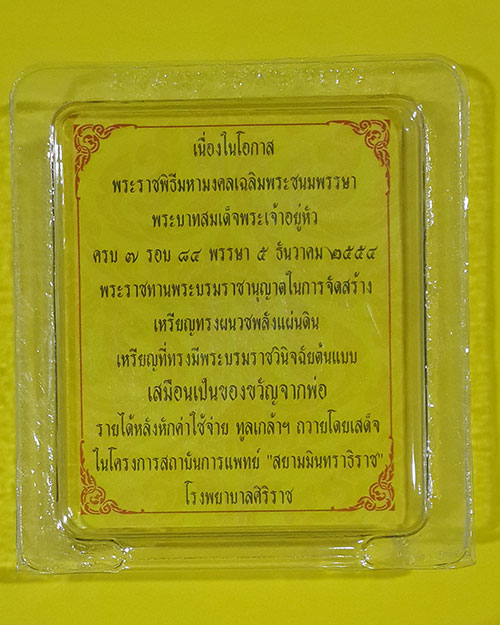 เนื่องในโอกาส
พระราชพิธีมหามงคลเฉลิมพระชนมพรรษา
พระบาทสมเด็จพระเจ้าอยู่หัว
ครบ ๗ รอบ ๘๔ พรรษา ๕ ธันวาคม ๒๕๕๔
พระราชทานพระบรมราชานุญาตในการจัดสร้าง
เหรียญทรงผนวชพลังแผ่นดิน
เหรียญที่ทรงมีพระบรมราชวินิจฉัยต้นแบบ
เสมือนเป็นของขวัญจากพ่อ
รายได้หลังหักค่าใช้จ่าย ทูลเกล้าฯ ถวายโดยเสด็จ
ในโครงการสถาบันการแพทย์ "สยามมินทราธิราช"
โรงพยาบาลศิริราช